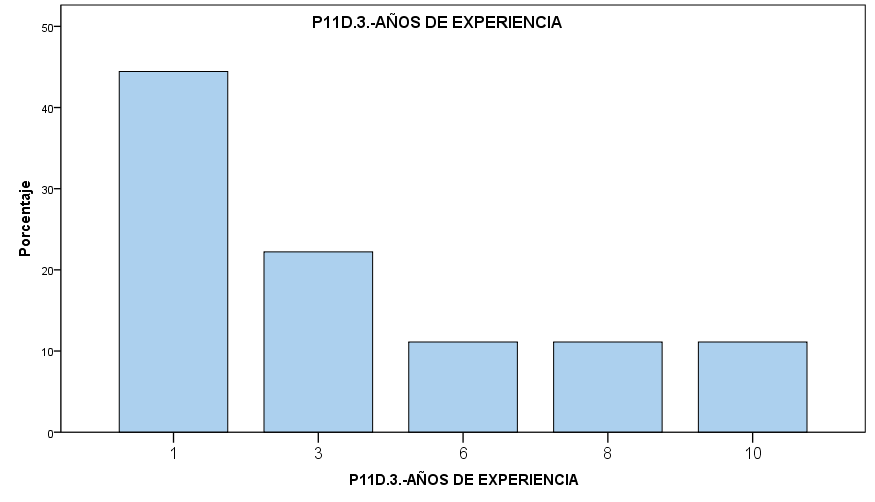 P11D.3.-AÑOS DE EXPERIENCIA
50
40
30
20
10
0
Porcentaje
1 3 6 8 10
P11D.3.-AÑOS DE EXPERIENCIA